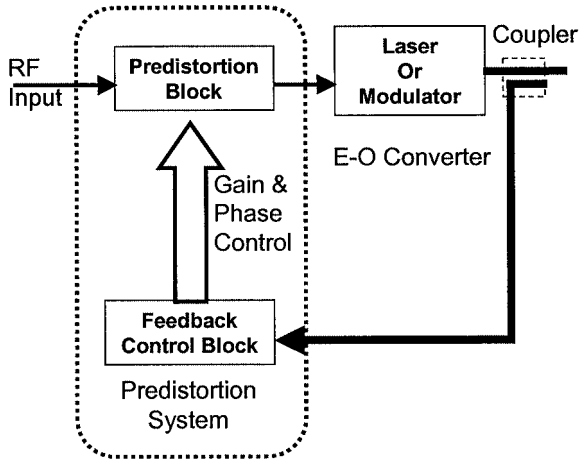 RF
Input
Predistortion
Block
Laser
Or
Modulator
Coupler
E-O Converter
Gain &
Phase
Control
Feedback
Control Block
Predistortion
System